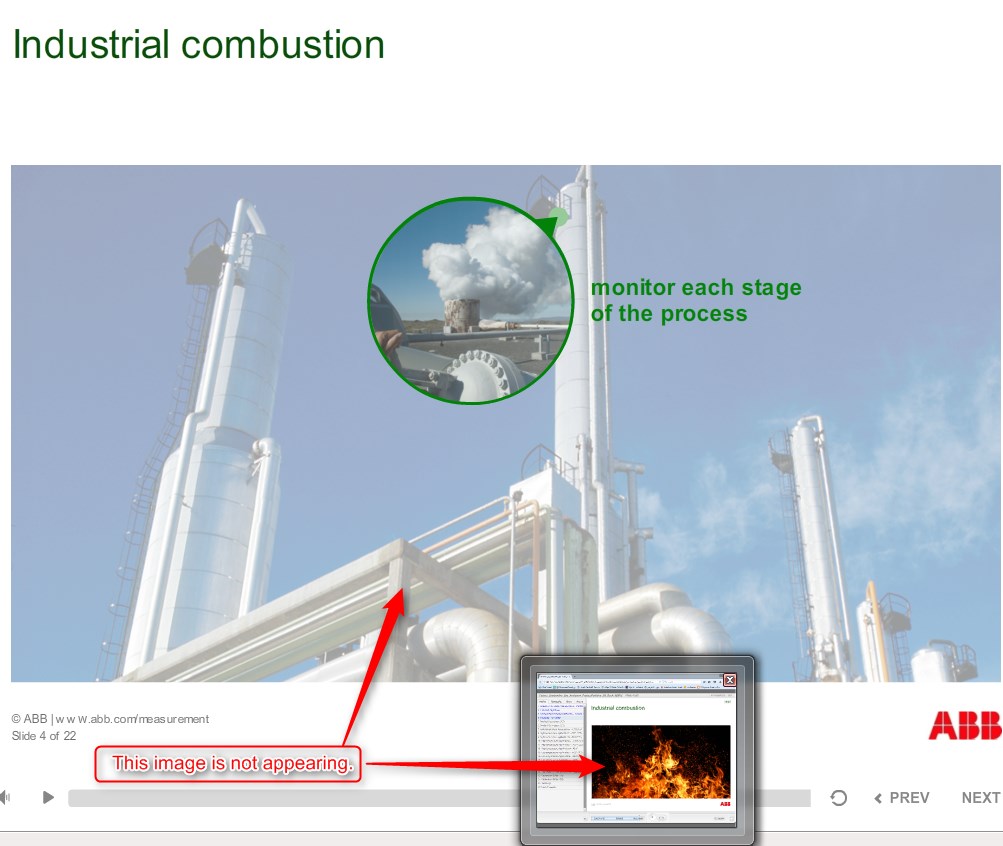 Industrial combustion
monitor each stage
of the process
© ABB | www.abb.com/measurement
Slide 4 of 22
ABB
This image is not appearing.
Industrial combustion
ABB
PREV
NEXT